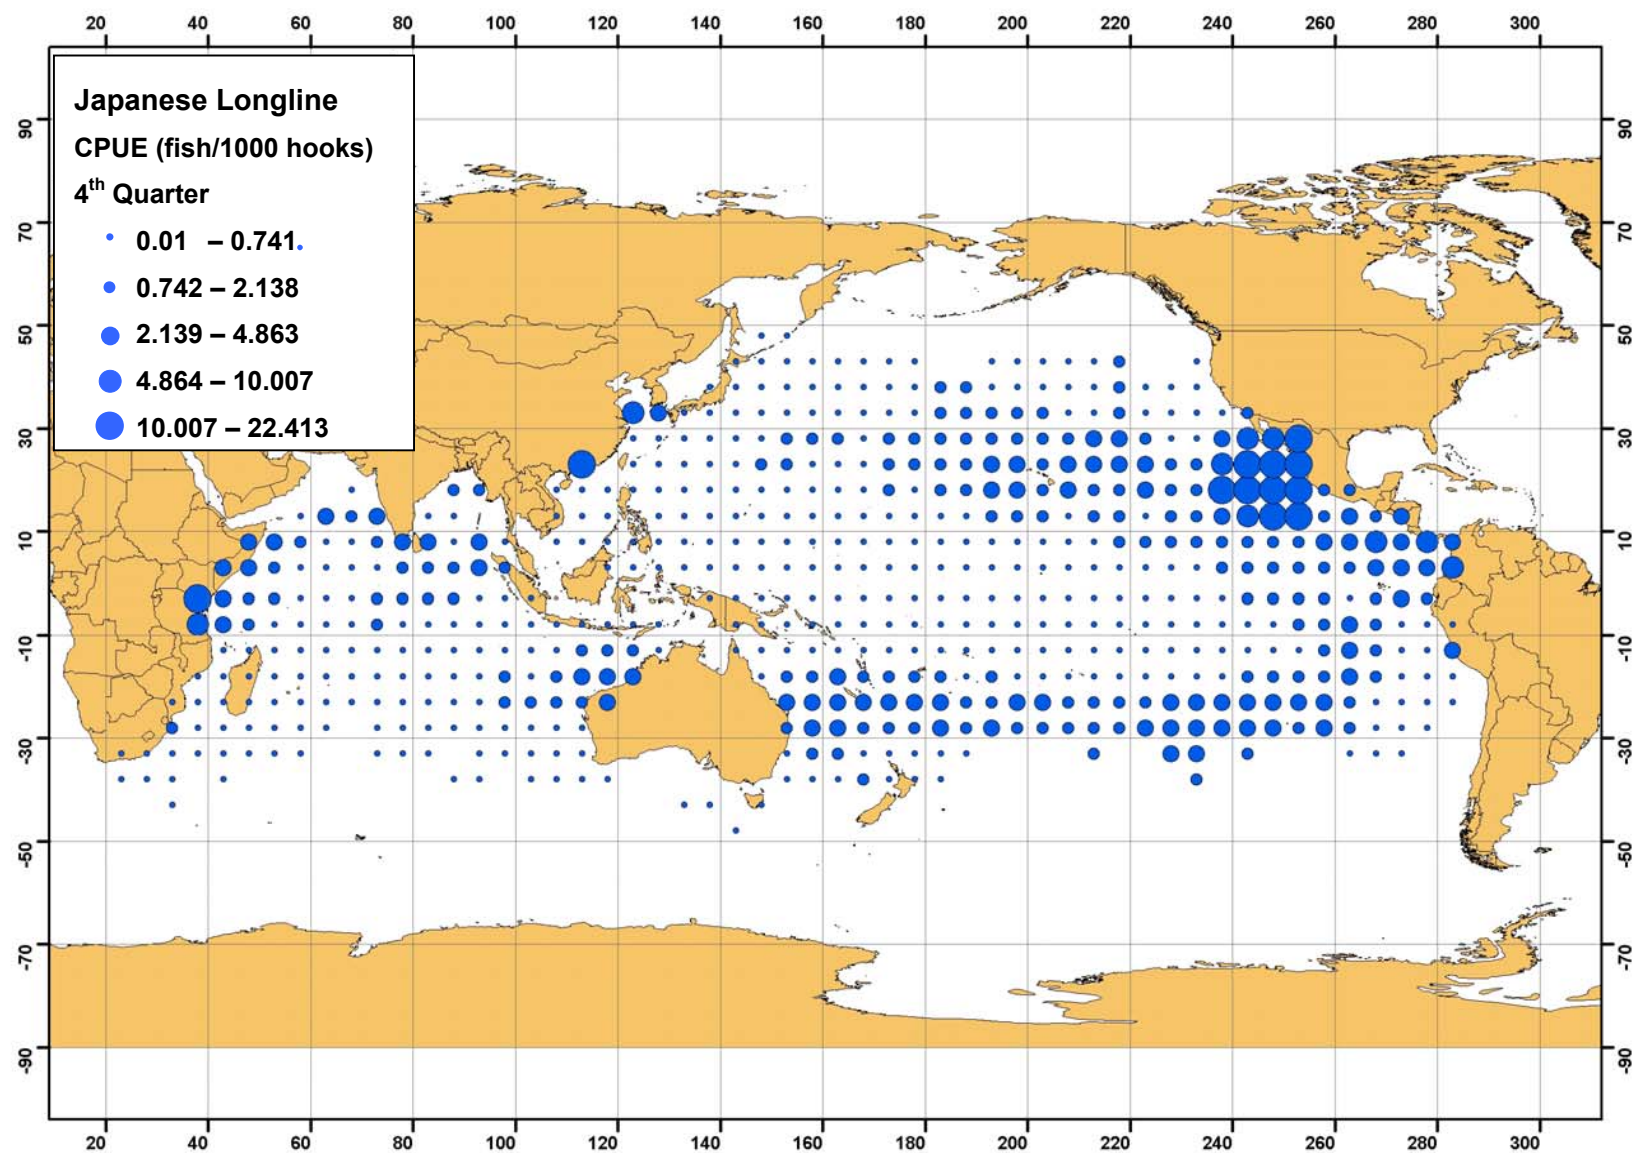 20 40 60 80 100 120 140 160 180 200 220 240 260 280 300
Japanese Longline
CPUE (fish/1000 hooks)
4th Quarter
0.01 – 0.741.
0.742 – 2.138
2.139 – 4.863
4.864 – 10.007
10.007 – 22.413
90 90
70 70
50 50
30 30
10 10
-10 -10
-30 -30
-50 -50
-70 -70
-90 -90
20 40 60 80 100 120 140 160 180 200 220 240 260 280 300